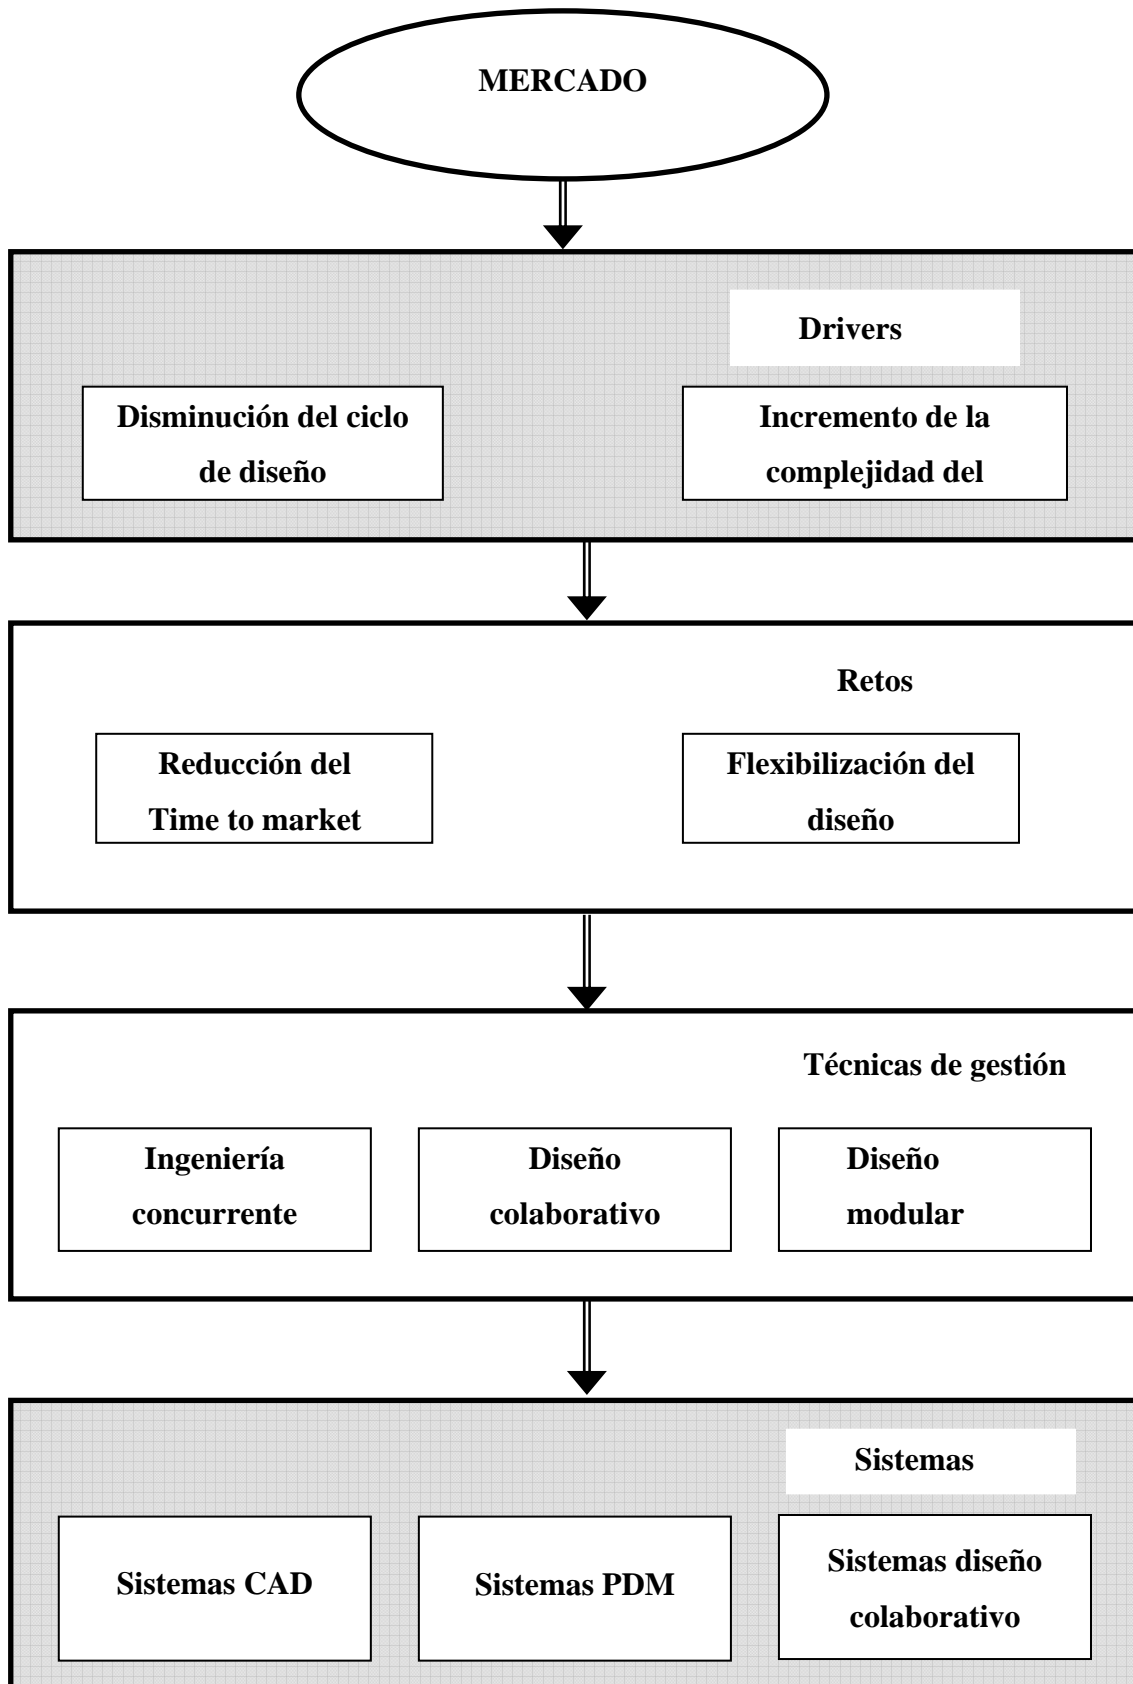 MERCADO
Drivers
Disminución del ciclo
de diseño
Incremento de la
complejidad del
Retos
Reducción del
Time to market
Flexibilización del
diseño
Técnicas de gestión
Ingeniería
concurrente
Diseño
colaborativo
Diseño
modular
Sistemas
Sistemas CAD
Sistemas PDM
Sistemas diseño
colaborativo